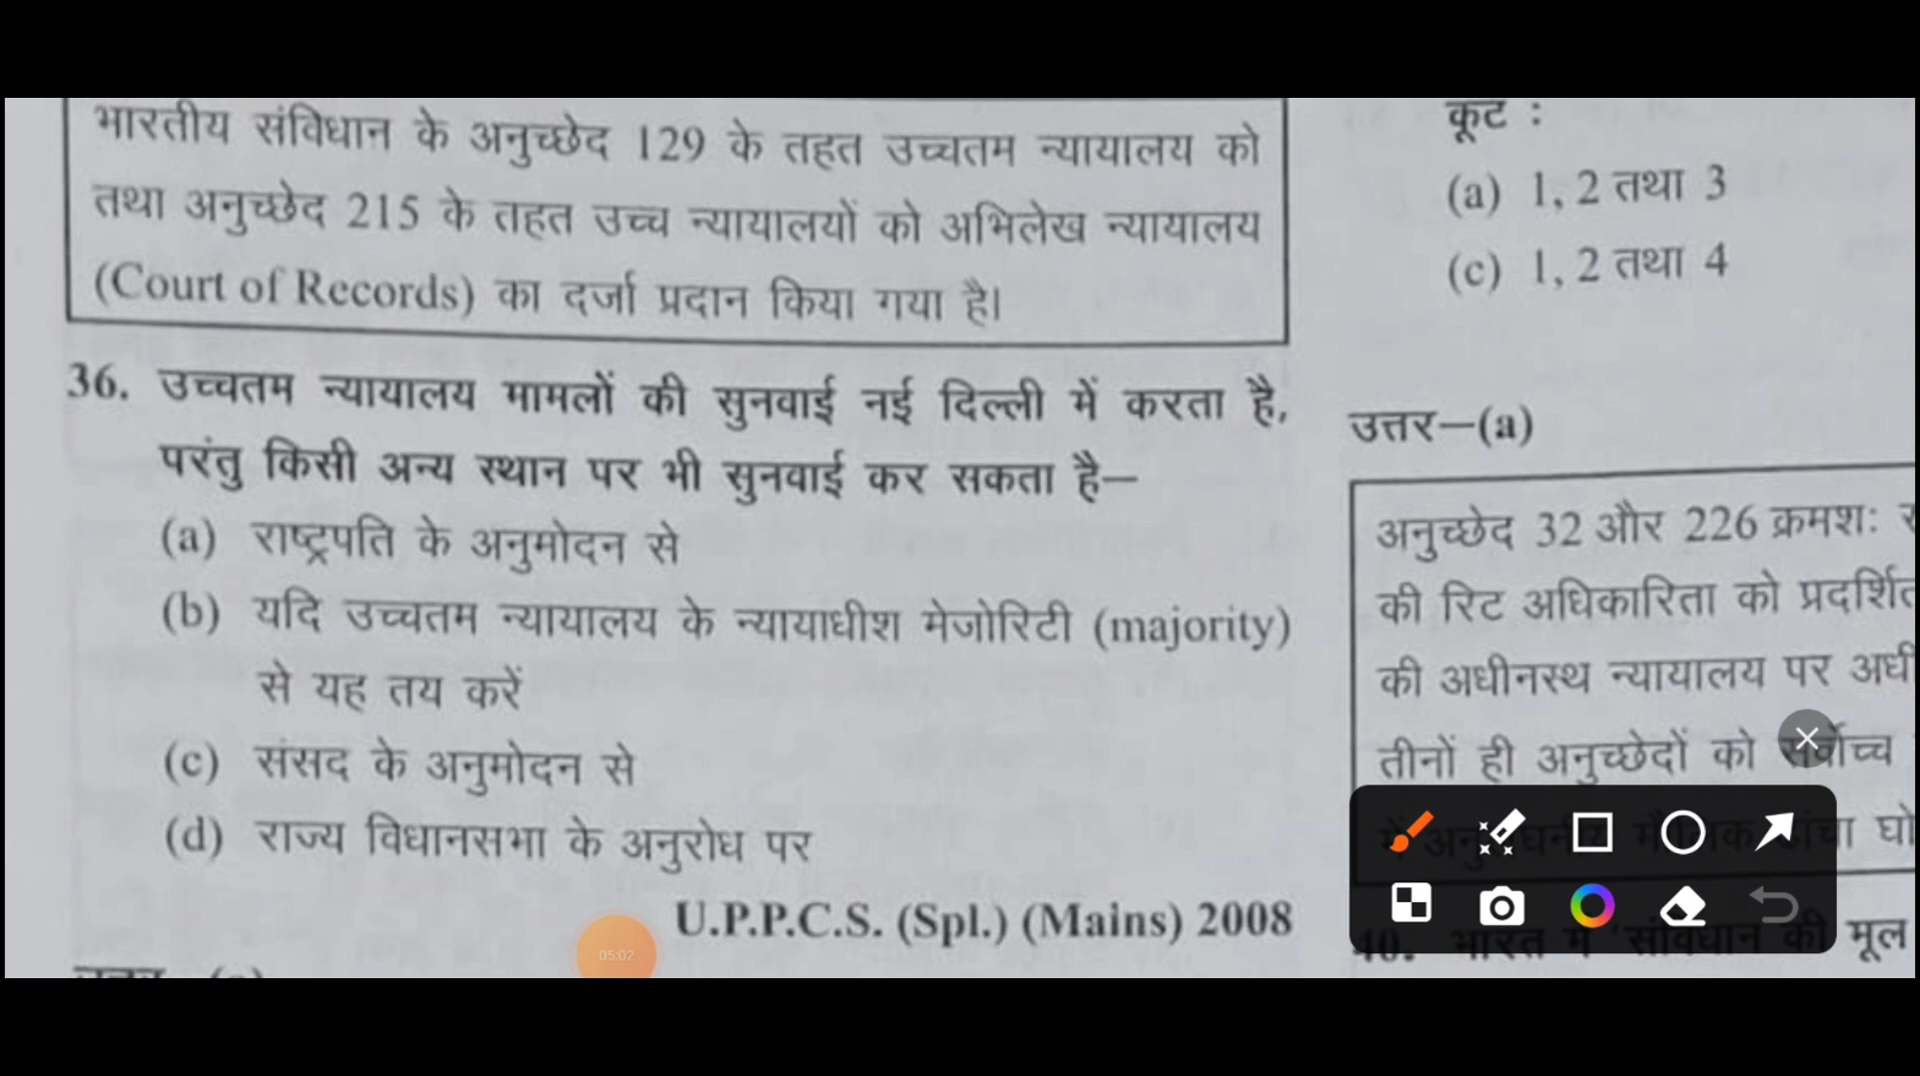 भारतीय संविधान के अनुच्छेद 129 के तहत उच्चतम न्यायालय को
तथा अनुच्छेद 215 के तहत उच्च न्यायालयों को अभिलेख न्यायालय
(Court of Records) का दर्जा प्रदान किया गया है।
36. उच्चतम न्यायालय मामलों की सुनवाई नई दिल्ली में करता है,
परंतु किसी अन्य स्थान पर भी सुनवाई कर सकता है–
(a) राष्ट्रपति के अनुमोदन से
(b) यदि उच्चतम न्यायालय के न्यायाधीश मेजोरिटी (majority)
से यह तय करें
(c) संसद के अनुमोदन से
(d) राज्य विधानसभा के अनुरोध पर
U.P.P.C.S. (Spl.) (Mains) 2008
05:02
कूट :
(a) 1, 2 तथा 3
(c) 1, 2 तथा 4
उत्तर–(a)
अनुच्छेद 32 और 226 क्रमशः
की रिट अधिकारिता को
की अधीनस्थ न्यायालय पर
तीनों ही अनुच्छेदों को सर्वोच्च
40. भारत में 'संविधान की मूल